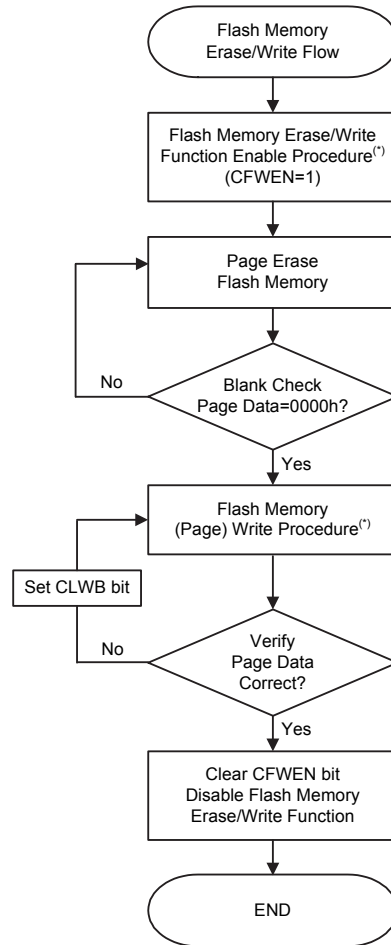 Flash Memory
Erase/Write Flow
Flash Memory Erase/Write
Function Enable Procedure(*)
(CFWEN=1)
Page Erase
Flash Memory
No
Blank Check
Page Data=0000h?
Yes
Flash Memory
(Page) Write Procedure(*)
Set CLWB bit
No
Verify
Page Data
Correct?
Yes
Clear CFWEN bit
Disable Flash Memory
Erase/Write Function
END